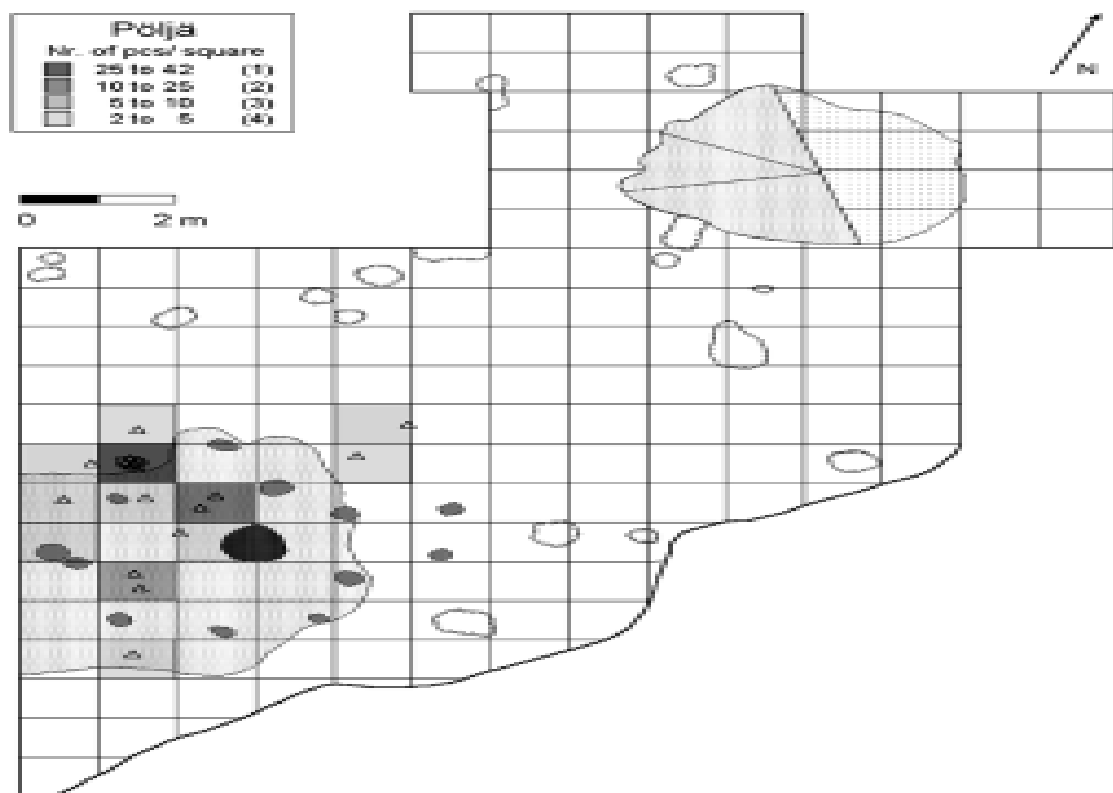 Polja
Nr. of pcs/ square
25 to 42 (1)
10 to 25 (2)
5 to 10 (3)
2 to 5 (4)
N
0 2 m